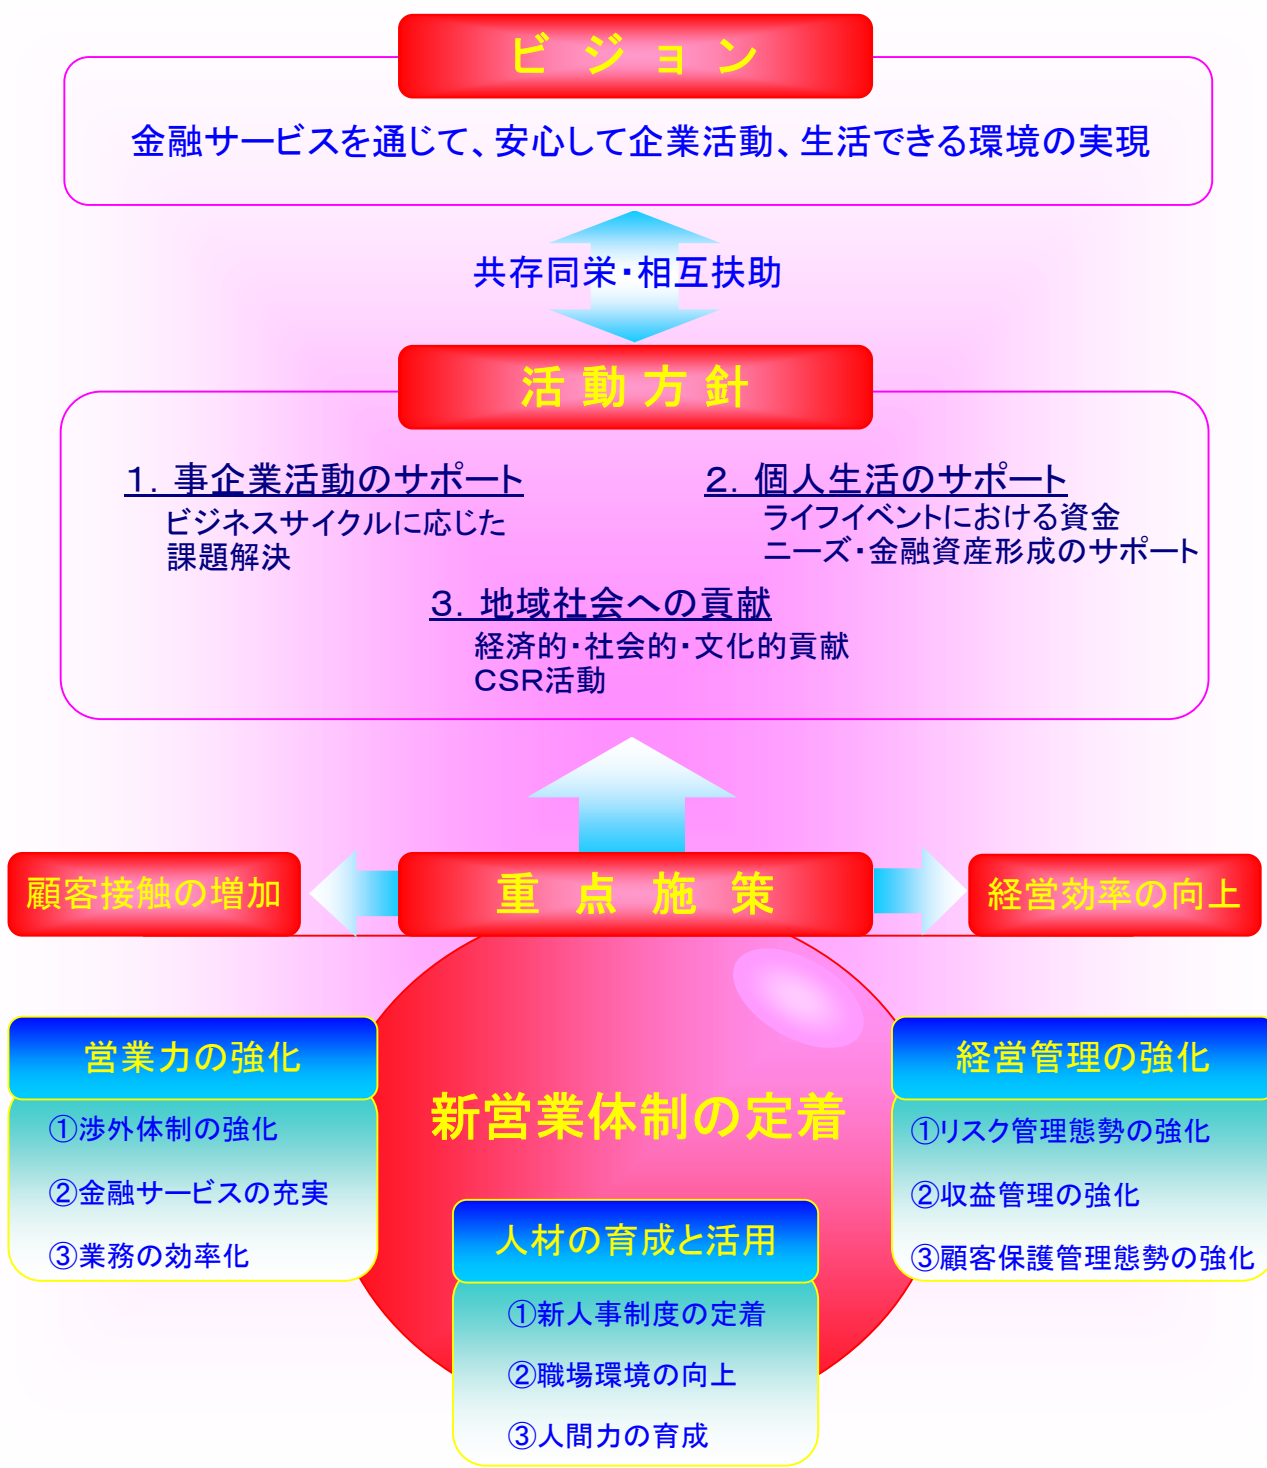 ビジョン
金融サービスを通じて、安心して企業活動、生活できる環境の実現
共存同栄・相互扶助
活動方針
１．事企業活動のサポート
ビジネスサイクルに応じた
課題解決
２．個人生活のサポート
ライフイベントにおける資金
ニーズ・金融資産形成のサポート
３．地域社会への貢献
経済的・社会的・文化的貢献
CSR活動
顧客接触の増加
重点施策
経営効率の向上
新営業体制の定着
営業力の強化
①渉外体制の強化
②金融サービスの充実
③業務の効率化
人材の育成と活用
①新人事制度の定着
②職場環境の向上
③人間力の育成
経営管理の強化
①リスク管理態勢の強化
②収益管理の強化
③顧客保護管理態勢の強化